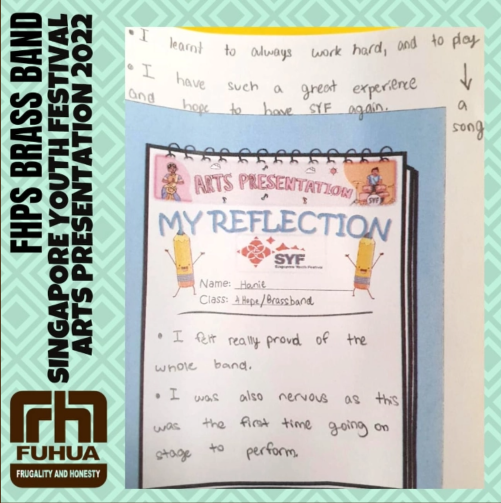 FHPS BRASS BAND
SINGAPORE YOUTH FESTIVAL
ARTS PRESENTATION 2022
FUHUA
FRUGALITY AND HONESTY
• I learnt to always work hard, and to play
↓
a
song
• I have such a great experience
and hope to have SYF again.
ARTS PRESENTATION
SYF
MY REFLECTION
SYF
Singapore Youth Festival
Name: Hanie
Class: 4 Hope/Brassband
• I felt really proud of the
whole band.
• I was also nervous as this
was the first time going on
stage to perform